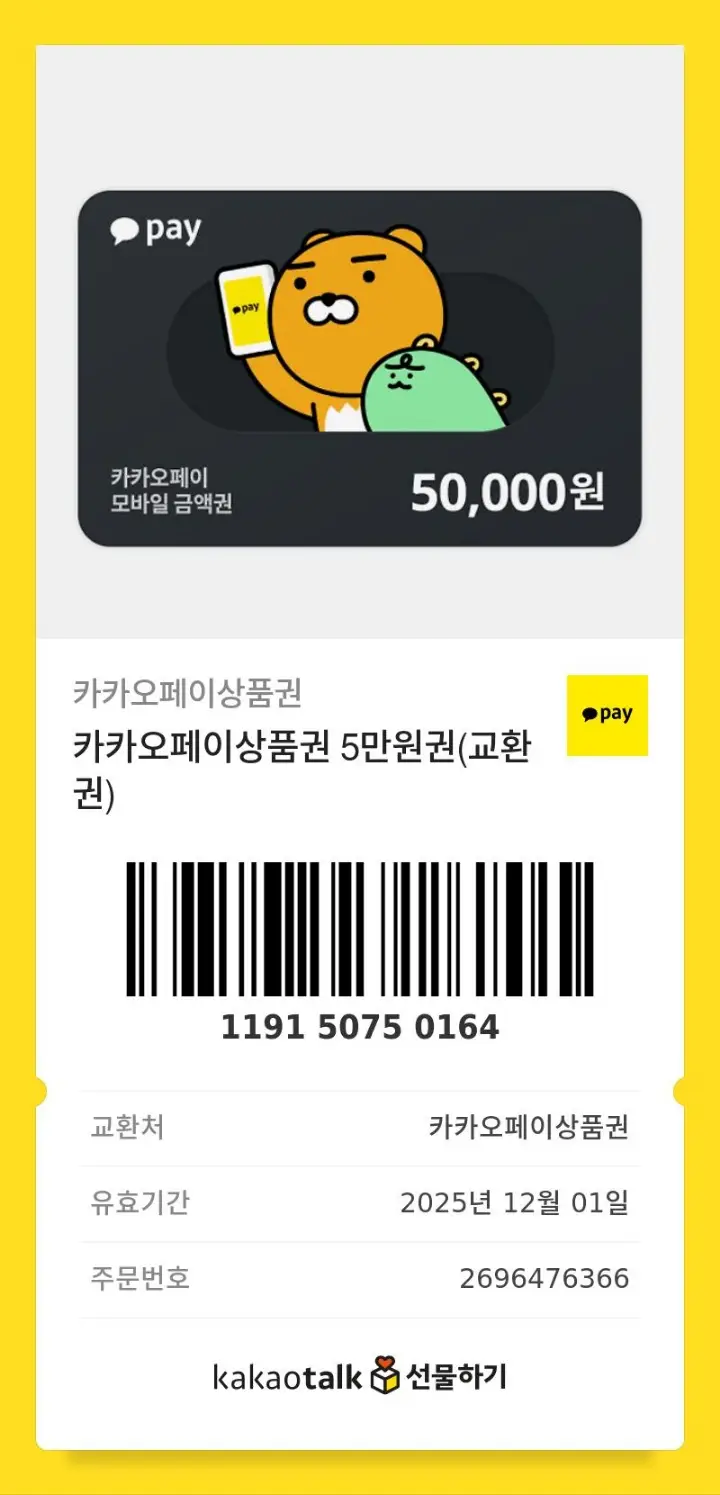 pay
pay
카카오페이
모바일 금액권
50,000원
카카오페이상품권
카카오페이상품권 5만원권(교환
권)
pay
1191 5075 0164
교환처 카카오페이상품권
유효기간 2025년 12월 01일
주문번호 2696476366
kakaotalk 선물하기